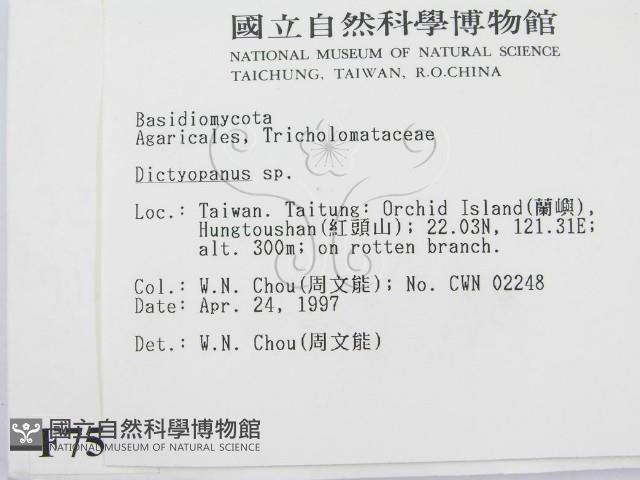 國立自然科學博物館
NATIONAL MUSEUM OF NATURAL SCIENCE
TAICHUNG, TAIWAN, R.O.CHINA
Basidiomycota
Agaricales, Tricholomataceae
Dictyopanus sp.
Loc.: Taiwan. Taitung: Orchid Island(蘭嶼),
Hungtoushan(紅頭山); 22.03N, 121.31E;
alt. 300m; on rotten branch.
Col.: W.N. Chou(周文能); No. CWN 02248
Date: Apr. 24, 1997
Det.: W.N. Chou(周文能)
國立自然科學博物館
NATIONAL MUSEUM OF NATURAL SCIENCE